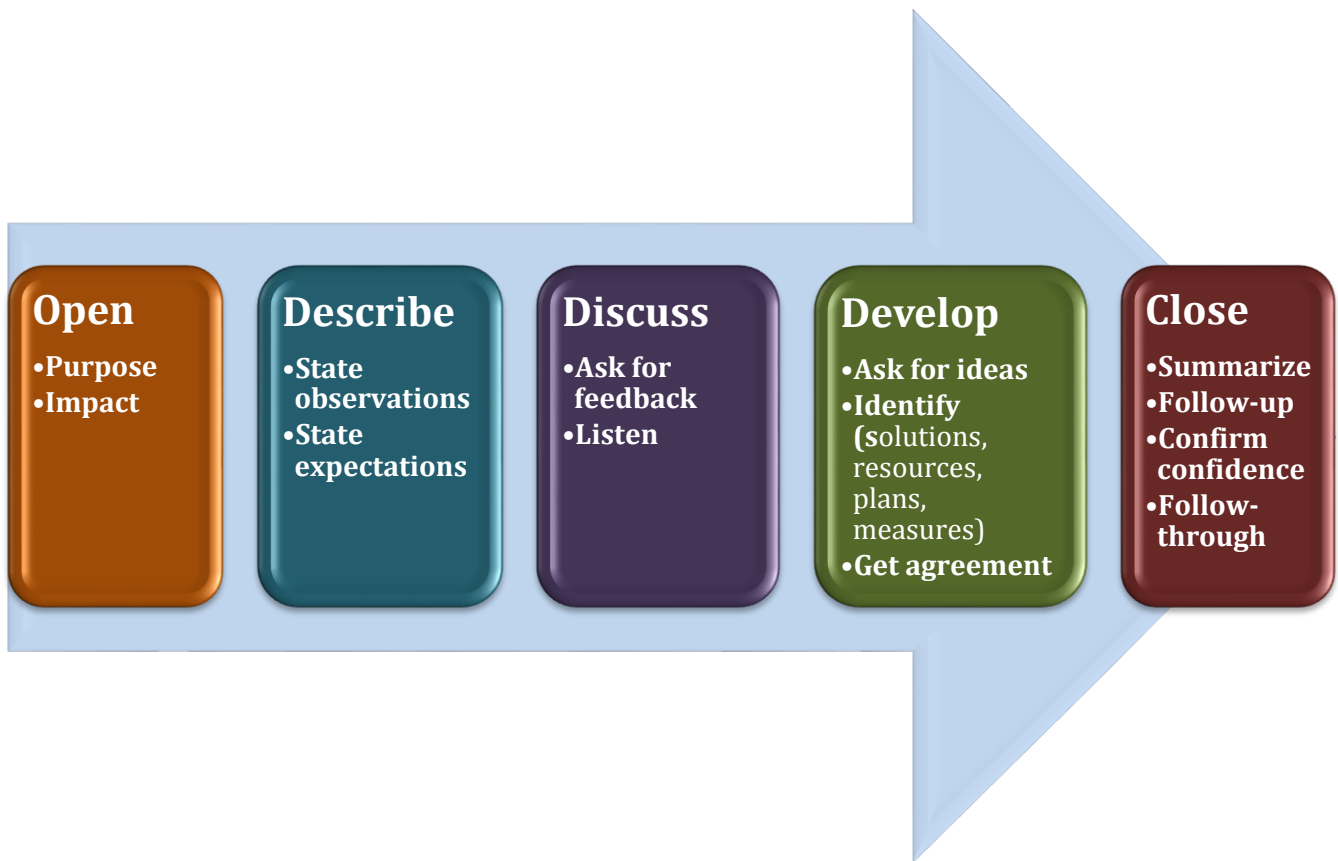 Open
•Purpose
•Impact
Describe
•State
observations
•State
expectations
Discuss
•Ask for
feedback
•Listen
Develop
•Ask for ideas
•Identify
(solutions,
resources,
plans,
measures)
•Get agreement
Close
•Summarize
•Follow-up
•Confirm
confidence
•Follow-
through